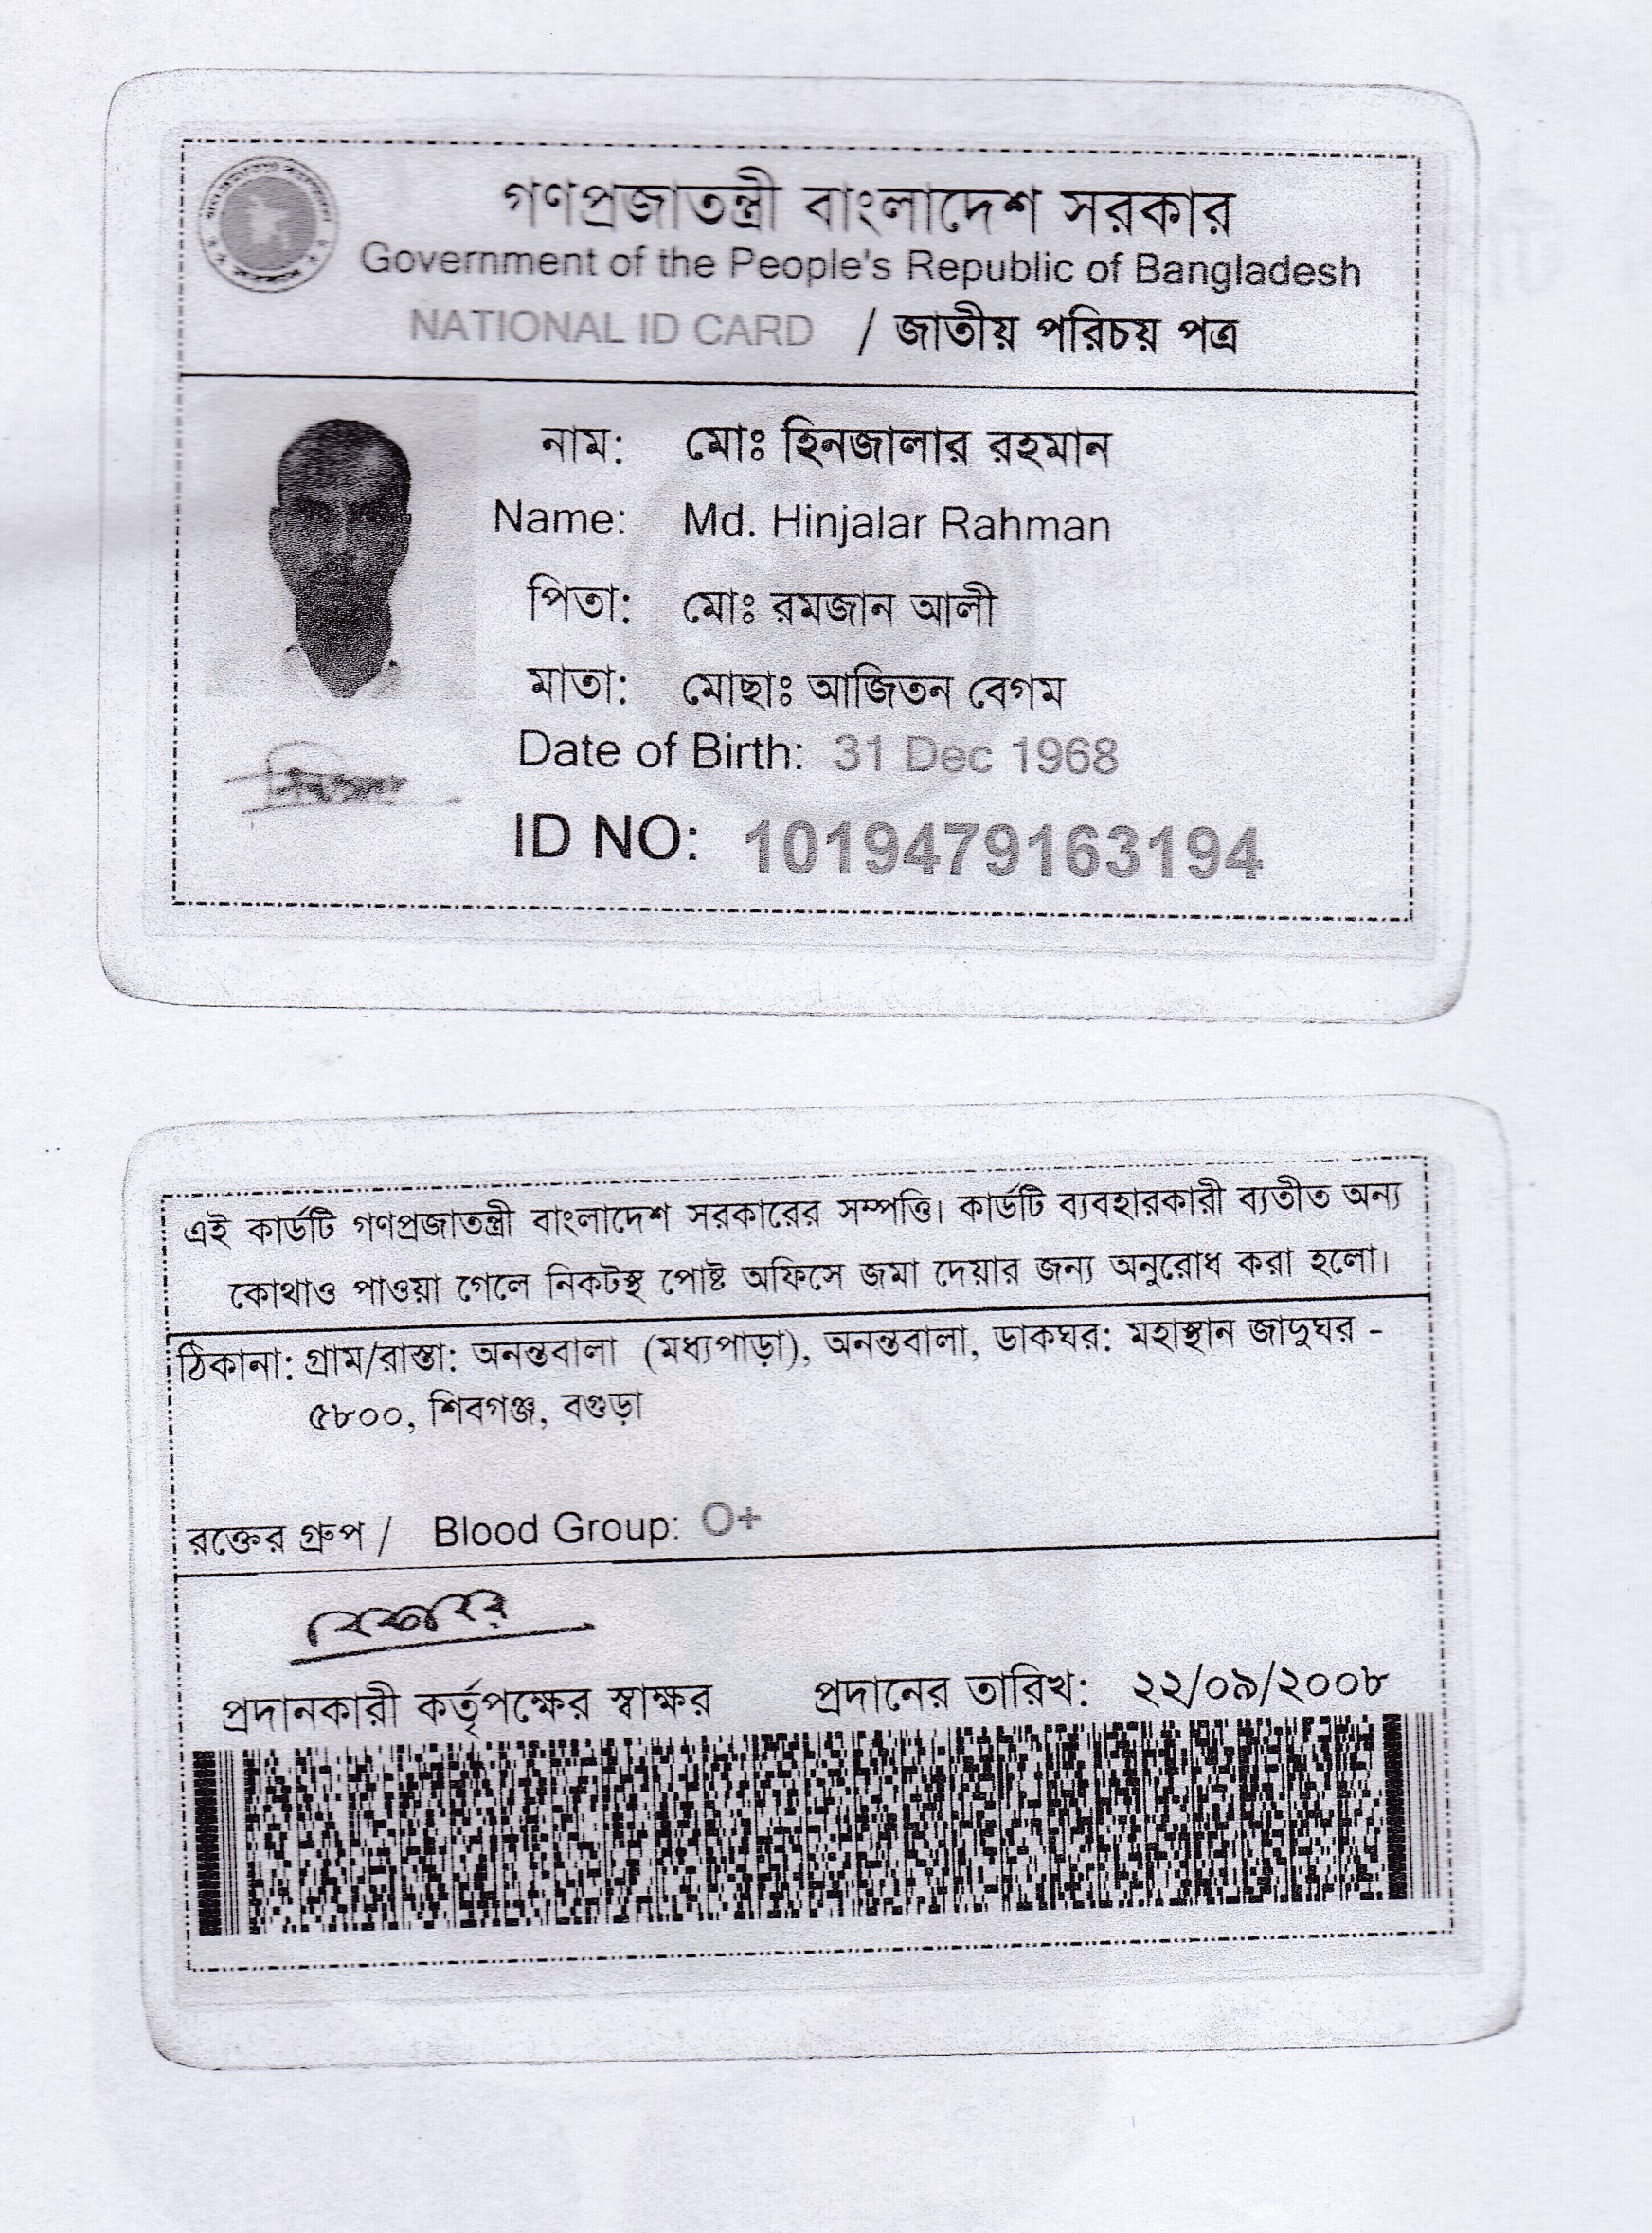 গণপ্রজাতন্ত্রী বাংলাদেশ সরকার
Government of the People's Republic of Bangladesh
NATIONAL ID CARD / জাতীয় পরিচয় পত্র
নাম: মোঃ হিনজালার রহমান
Name: Md. Hinjalar Rahman
পিতা: মোঃ রমজান আলী
মাতা: মোছাঃ আজিতন বেগম
Date of Birth: 31 Dec 1968
ID NO: 1019479163194
এই কার্ডটি গণপ্রজাতন্ত্রী বাংলাদেশ সরকারের সম্পত্তি। কার্ডটি ব্যবহারকারী ব্যতীত অন্য
কোথাও পাওয়া গেলে নিকটস্থ পোষ্ট অফিসে জমা দেয়ার জন্য অনুরোধ করা হলো।
ঠিকানা: গ্রাম/রাস্তা: অনন্তবালা (মধ্যপাড়া), অনন্তবালা, ডাকঘর: মহাস্থান জাদুঘর -
৫৮০০, শিবগঞ্জ, বগুড়া
রক্তের গ্রুপ / Blood Group: O+
প্রদানকারী কর্তৃপক্ষের স্বাক্ষর প্রদানের তারিখ: ২২/০৯/২০০৮